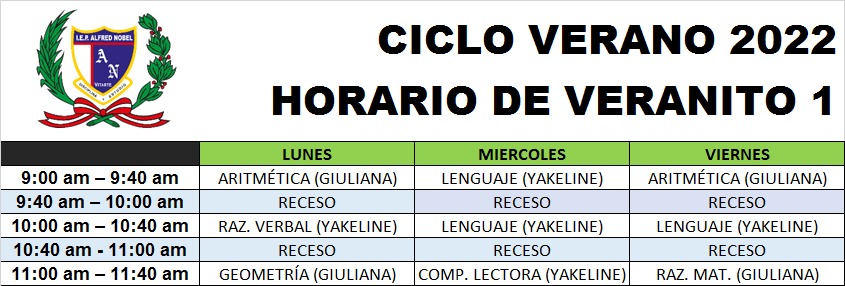 I.E.P. ALFRED NOBEL
A
N
VITARTE
DISCIPLINA - ESTUDIO
CICLO VERANO 2022
HORARIO DE VERANITO 1
LUNES MIERCOLES VIERNES
9:00 am – 9:40 am ARITMÉTICA (GIULIANA) LENGUAJE (YAKELINE) ARITMÉTICA (GIULIANA)
9:40 am – 10:00 am RECESO RECESO RECESO
10:00 am – 10:40 am RAZ. VERBAL (YAKELINE) LENGUAJE (YAKELINE) LENGUAJE (YAKELINE)
10:40 am - 11:00 am RECESO RECESO RECESO
11:00 am – 11:40 am GEOMETRÍA (GIULIANA) COMP. LECTORA (YAKELINE) RAZ. MAT. (GIULIANA)